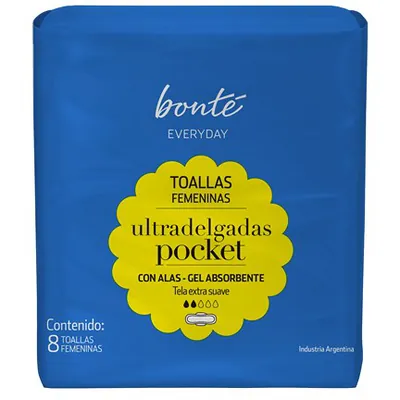 bonté
EVERYDAY
TOALLAS
FEMENINAS
ultradelgadas
pocket
CON ALAS - GEL ABSORBENTE
Tela extra suave
Contenido:
8 TOALLAS
FEMENINAS
Industria Argentina